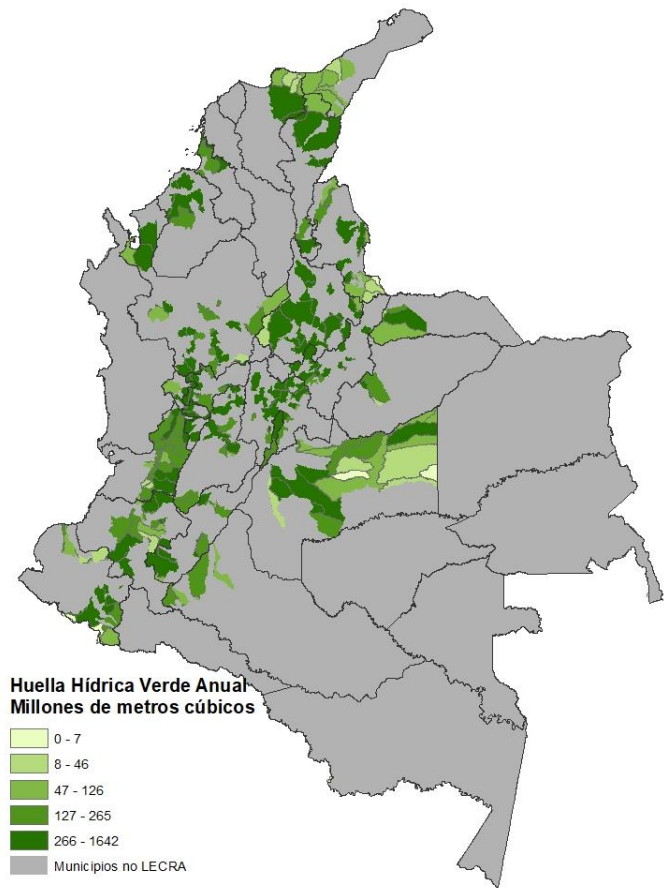 Huella Hídrica Verde Anual
Millones de metros cúbicos
0 - 7
8 - 46
47 - 126
127 - 265
266 - 1642
Municipios no LECRA